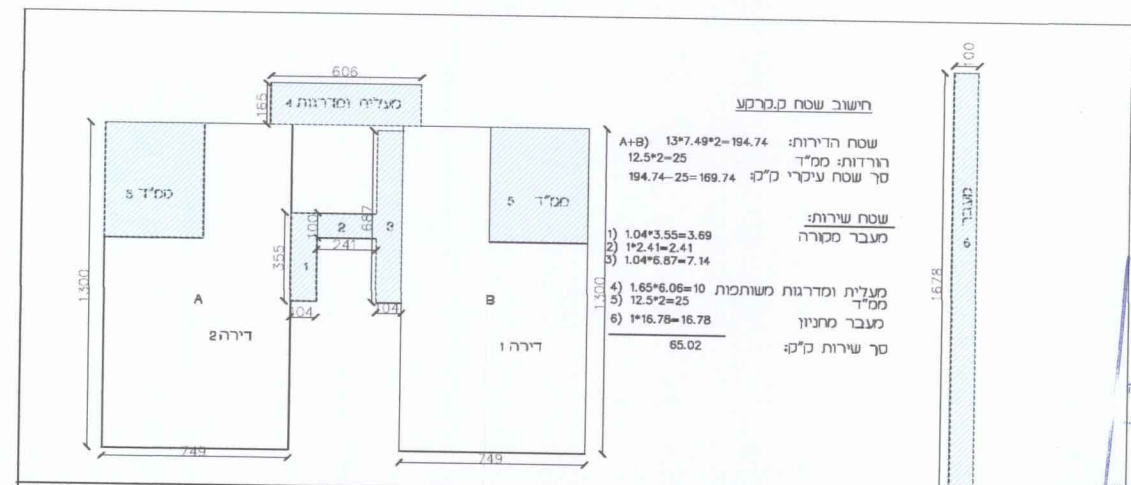 חישוב שטח ק.קרקע
שטח הדירות: A+B) 13*7.49*2=194.74
הורדות: ממ"ד 12.5*2=25
סך שטח עיקרי ק"ק: 194.74-25=169.74
שטח שירות:
מעבר מקורה 1) 1.04*3.55=3.69
2) 1*2.41=2.41
3) 1.04*6.87=7.14
מעלית ומדרגות משותפות 4) 1.65*6.06=10
ממ"ד 5) 12.5*2=25
מעבר מחניון 6) 1*16.78=16.78
סך שירות ק"ק: 65.02
606
165
מעלית ומדרגות 4
ממ"ד
5
ממ"ד
1300
355
100
241
687
1
2
3
104
104
A
דירה 2
B
דירה 1
1300
749
749
100
1678
מעבר 6